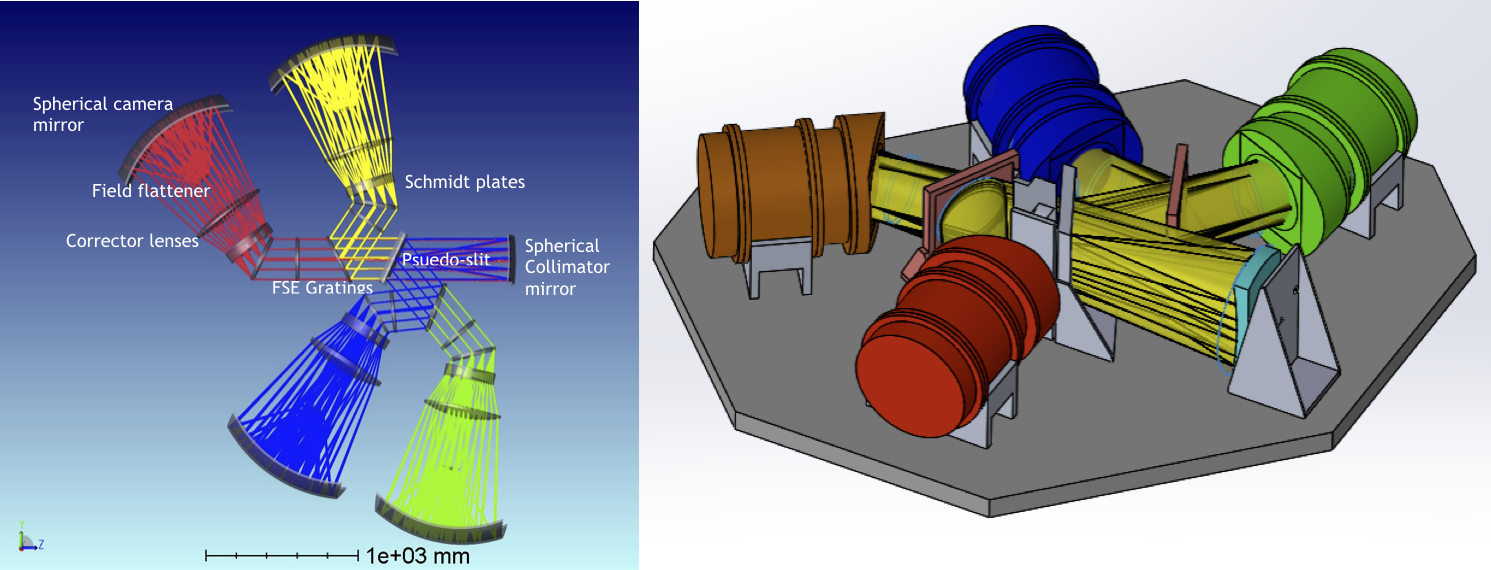 Spherical camera
mirror
Field flattener
Schmidt plates
Corrector lenses
Psuedo-slit
Spherical
Collimator
mirror
FSE Gratings
Y
Z
1e+03 mm